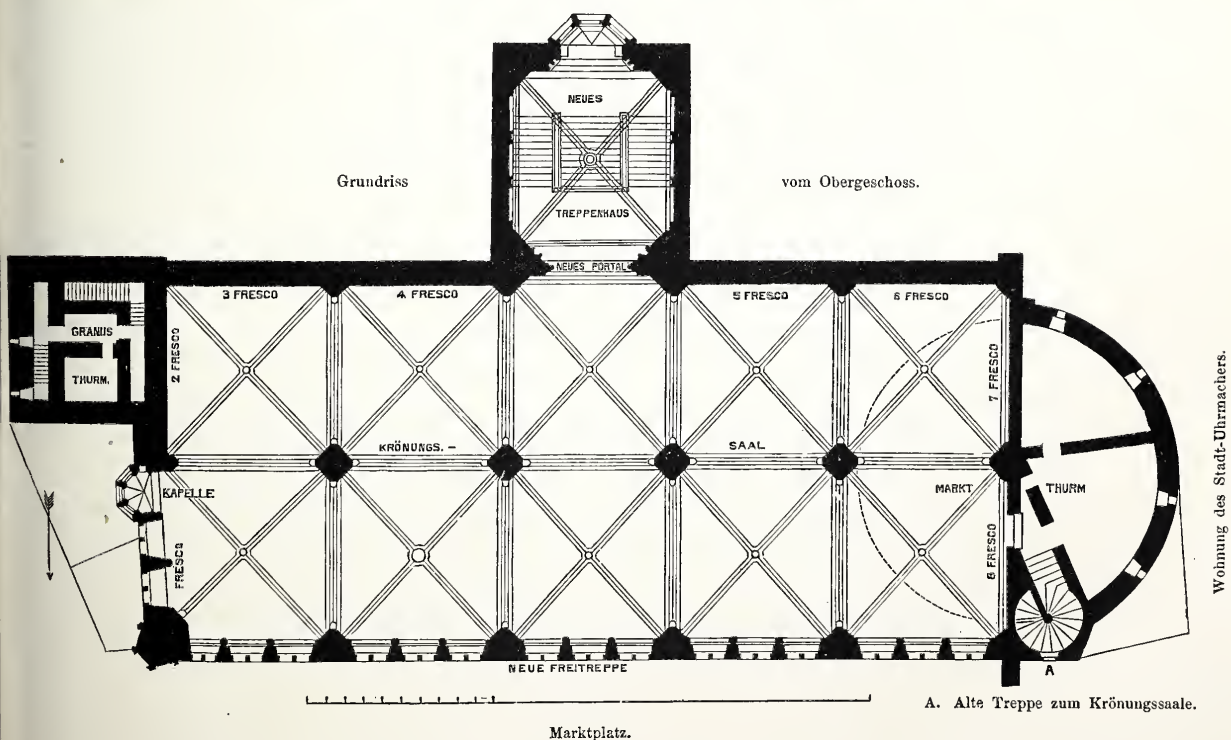 NEUES
Grundriss
vom Obergeschoss.
TREPPENHAUS
NEUES PORTAL
3 FRESCO
4. FRESCO
5 FRESCO
6 FRESCO
GRANUS
THURM.
2 FRESCO
7 FRESCO
KRÖNUNGS.-
SAAL
KAPELLE
MARKT
THURM
FRESCO
8 FRESCO
Wohnung des Stadt-Uhrmachers.
NEUE FREITREPPE
A
A. Alte Treppe zum Krönungssaale.
Marktplatz.